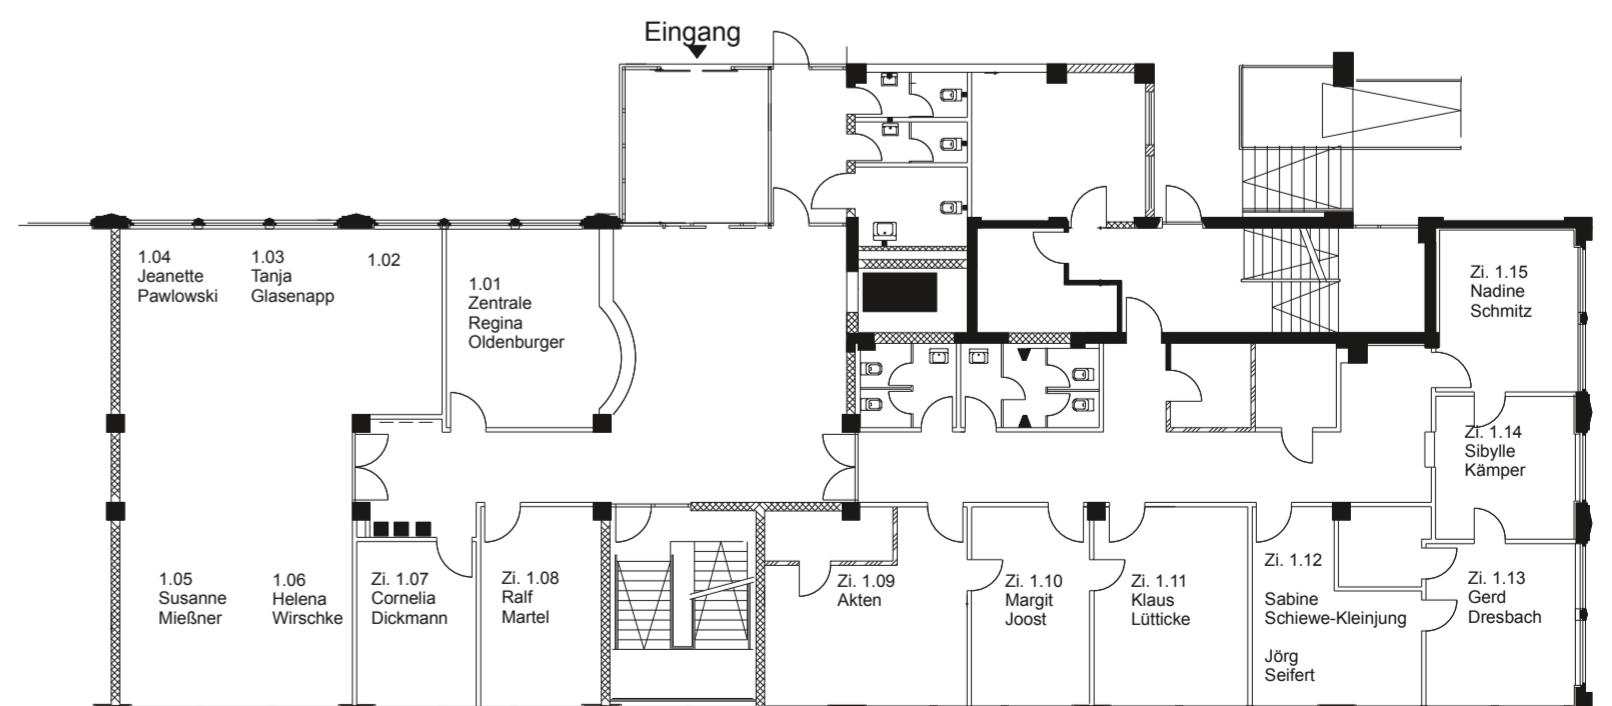 Eingang
1.04
Jeanette
Pawlowski
1.03
Tanja
Glasenapp
1.02
1.01
Zentrale
Regina
Oldenburger
Zi. 1.15
Nadine
Schmitz
Zi. 1.14
Sibylle
Kämper
1.05
Susanne
Mießner
1.06
Helena
Wirschke
Zi. 1.07
Cornelia
Dickmann
Zi. 1.08
Ralf
Martel
Zi. 1.09
Akten
Zi. 1.10
Margit
Joost
Zi. 1.11
Klaus
Lütticke
Zi. 1.12
Sabine
Schiewe-Kleinjung
Jörg
Seifert
Zi. 1.13
Gerd
Dresbach